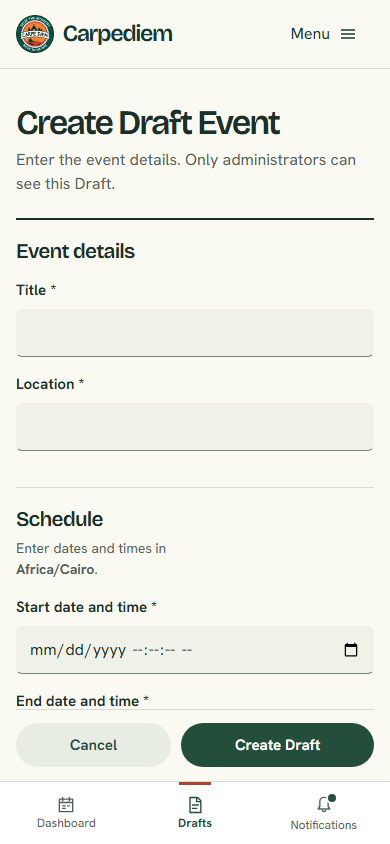 CARPE DIEM
Carpediem
Menu
Create Draft Event
Enter the event details. Only administrators can
see this Draft.
Event details
Title *
Location *
Schedule
Enter dates and times in
Africa/Cairo.
Start date and time *
mm/dd/yyyy --:--:-- --
End date and time *
Cancel
Create Draft
Dashboard
Drafts
Notifications